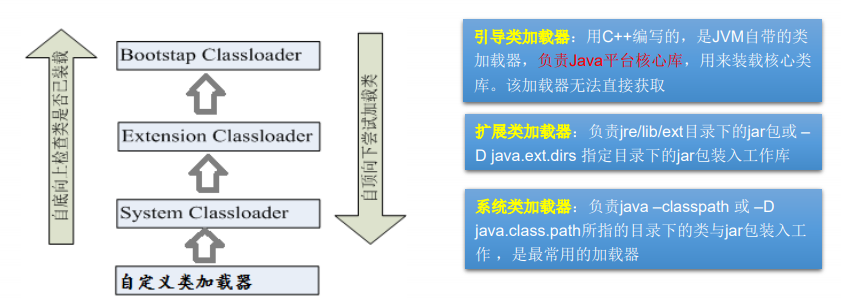 自底向上检查类是否已装载
Bootstap Classloader
Extension Classloader
System Classloader
自定义类加载器
自顶向下尝试加载类
引导类加载器：用C++编写的，是JVM自带的类
加载器，负责Java平台核心库，用来装载核心类
库。该加载器无法直接获取
扩展类加载器：负责jre/lib/ext目录下的jar包或 –
D java.ext.dirs 指定目录下的jar包装入工作库
系统类加载器：负责java –classpath 或 –D
java.class.path所指的目录下的类与jar包装入工
作 ，是最常用的加载器